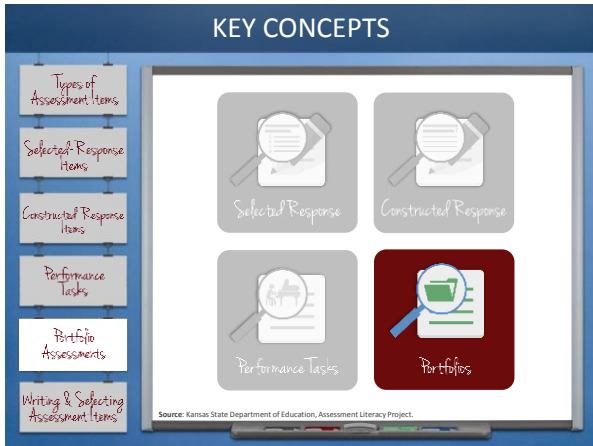 KEY CONCEPTS
Types of
Assessment Items
Selected-Response
Items
Constructed Response
Items
Performance
Tasks
Portfolio
Assessments
Writing & Selecting
Assessment Items
Selected Response
Constructed Response
Performance Tasks
Portfolios
Source: Kansas State Department of Education, Assessment Literacy Project.